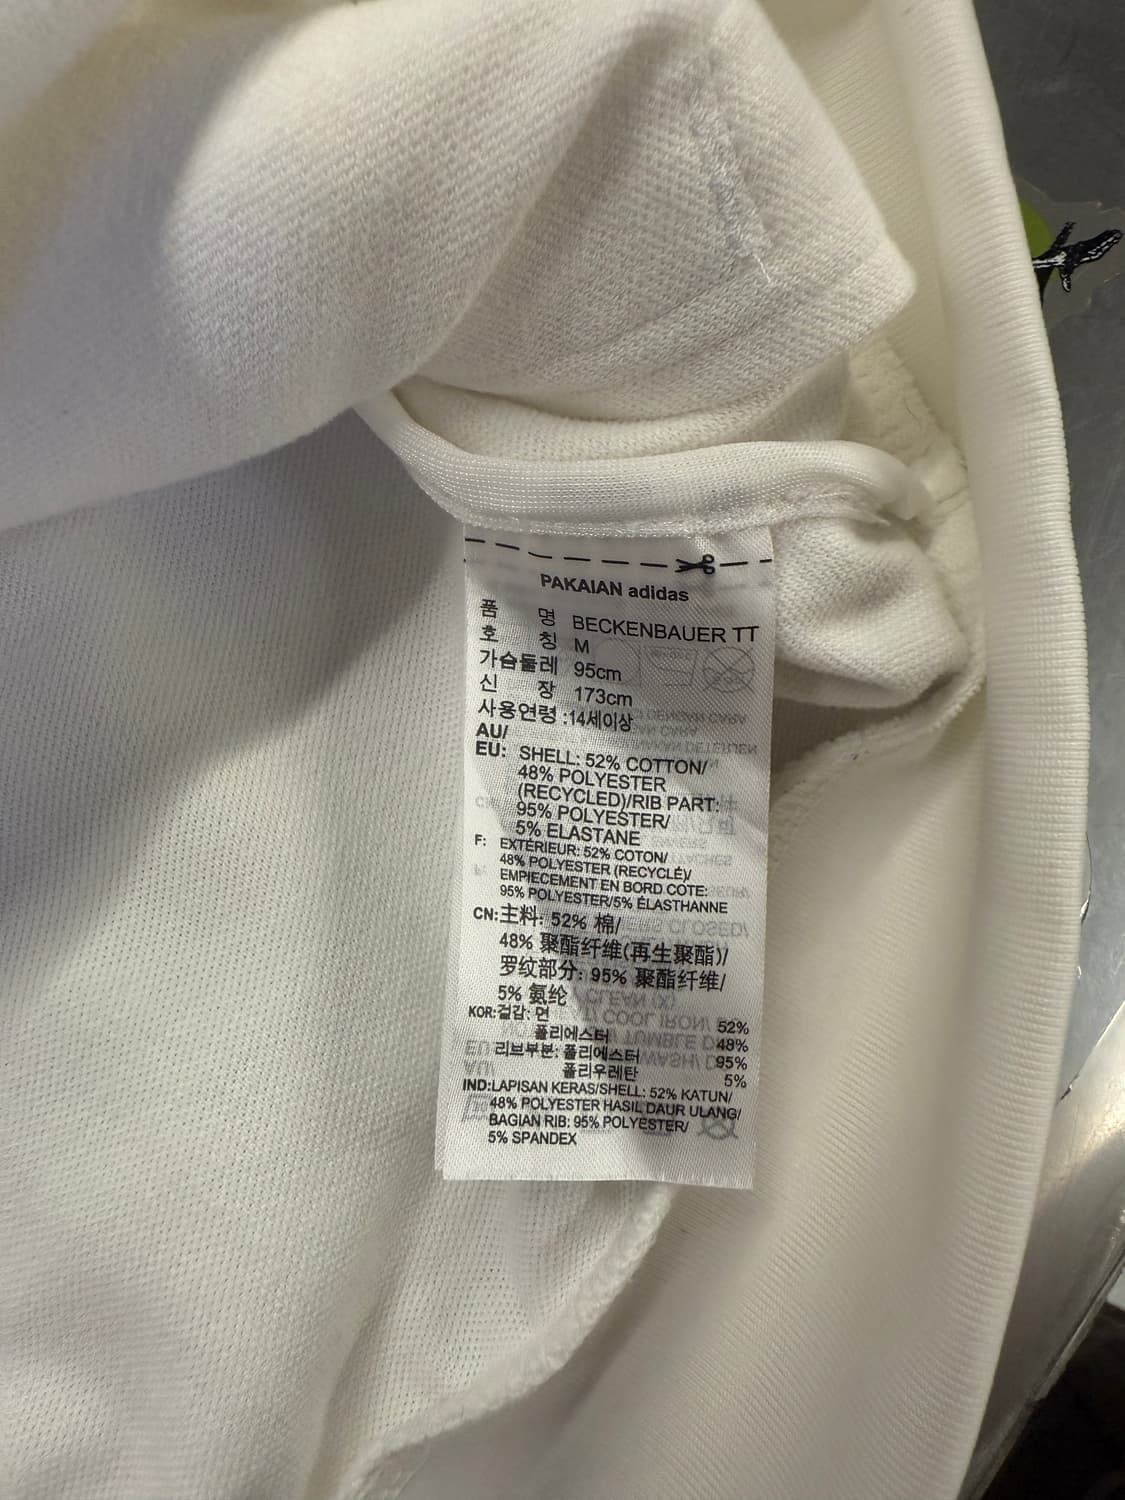 PAKAIAN adidas
품 명 BECKENBAUER TT
호 칭 M
가슴둘레 95cm
신 장 173cm
사용연령 :14세이상
AU/
EU: SHELL: 52% COTTON/
48% POLYESTER
(RECYCLED)/RIB PART:
95% POLYESTER/
5% ELASTANE
F: EXTÉRIEUR: 52% COTON/
48% POLYESTER (RECYCLÉ)/
EMPIECEMENT EN BORD COTE:
95% POLYESTER/5% ÉLASTHANNE
CN:主料: 52% 棉/
48% 聚酯纤维(再生聚酯)/
罗纹部分: 95% 聚酯纤维/
5% 氨纶
KOR:겉감: 면 52%
폴리에스터 48%
리브부분: 폴리에스터 95%
폴리우레탄 5%
IND:LAPISAN KERAS/SHELL: 52% KATUN/
48% POLYESTER HASIL DAUR ULANG/
BAGIAN RIB: 95% POLYESTER/
5% SPANDEX